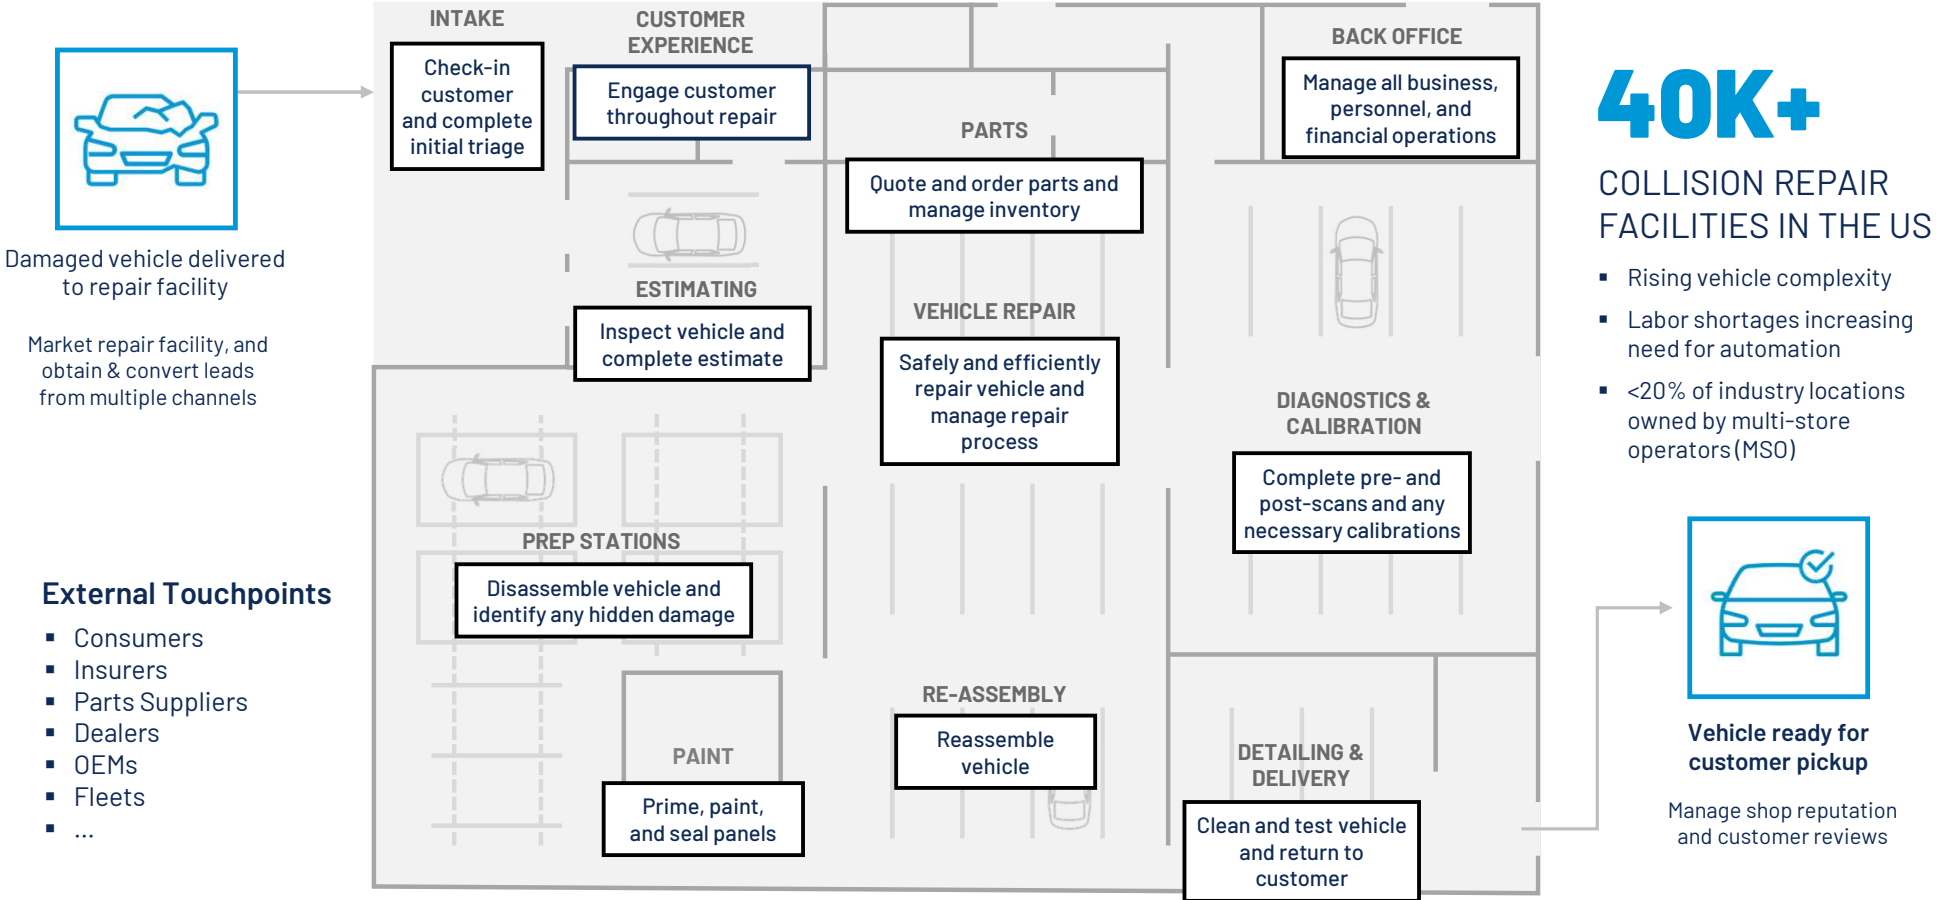 INTAKE
Check-in
customer
and complete
initial triage
CUSTOMER
EXPERIENCE
Engage customer
throughout repair
PARTS
Quote and order parts and
manage inventory
BACK OFFICE
Manage all business,
personnel, and
financial operations
Damaged vehicle delivered
to repair facility
Market repair facility, and
obtain & convert leads
from multiple channels
ESTIMATING
Inspect vehicle and
complete estimate
VEHICLE REPAIR
Safely and efficiently
repair vehicle and
manage repair
process
DIAGNOSTICS &
CALIBRATION
Complete pre- and
post-scans and any
necessary calibrations
PREP STATIONS
Disassemble vehicle and
identify any hidden damage
PAINT
Prime, paint,
and seal panels
RE-ASSEMBLY
Reassemble
vehicle
DETAILING &
DELIVERY
Clean and test vehicle
and return to
customer
External Touchpoints
▪ Consumers
▪ Insurers
▪ Parts Suppliers
▪ Dealers
▪ OEMs
▪ Fleets
▪ ...
40K+
COLLISION REPAIR
FACILITIES IN THE US
▪ Rising vehicle complexity
▪ Labor shortages increasing
need for automation
▪ <20% of industry locations
owned by multi-store
operators (MSO)
Vehicle ready for
customer pickup
Manage shop reputation
and customer reviews